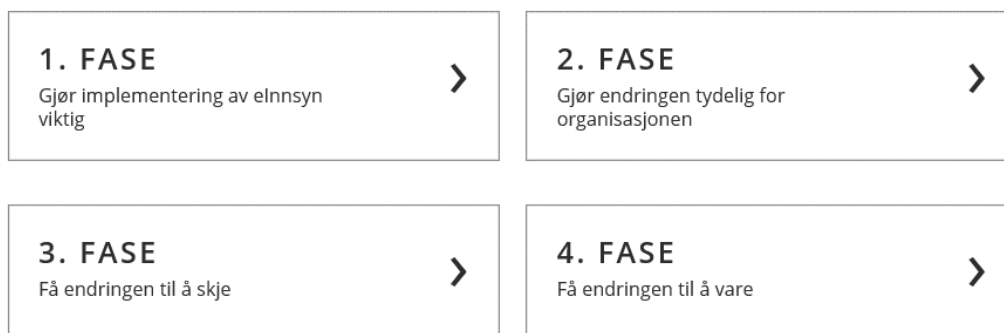 1. FASE
Gjør implementering av eInnsyn
viktig
2. FASE
Gjør endringen tydelig for
organisasjonen
3. FASE
Få endringen til å skje
4. FASE
Få endringen til å vare